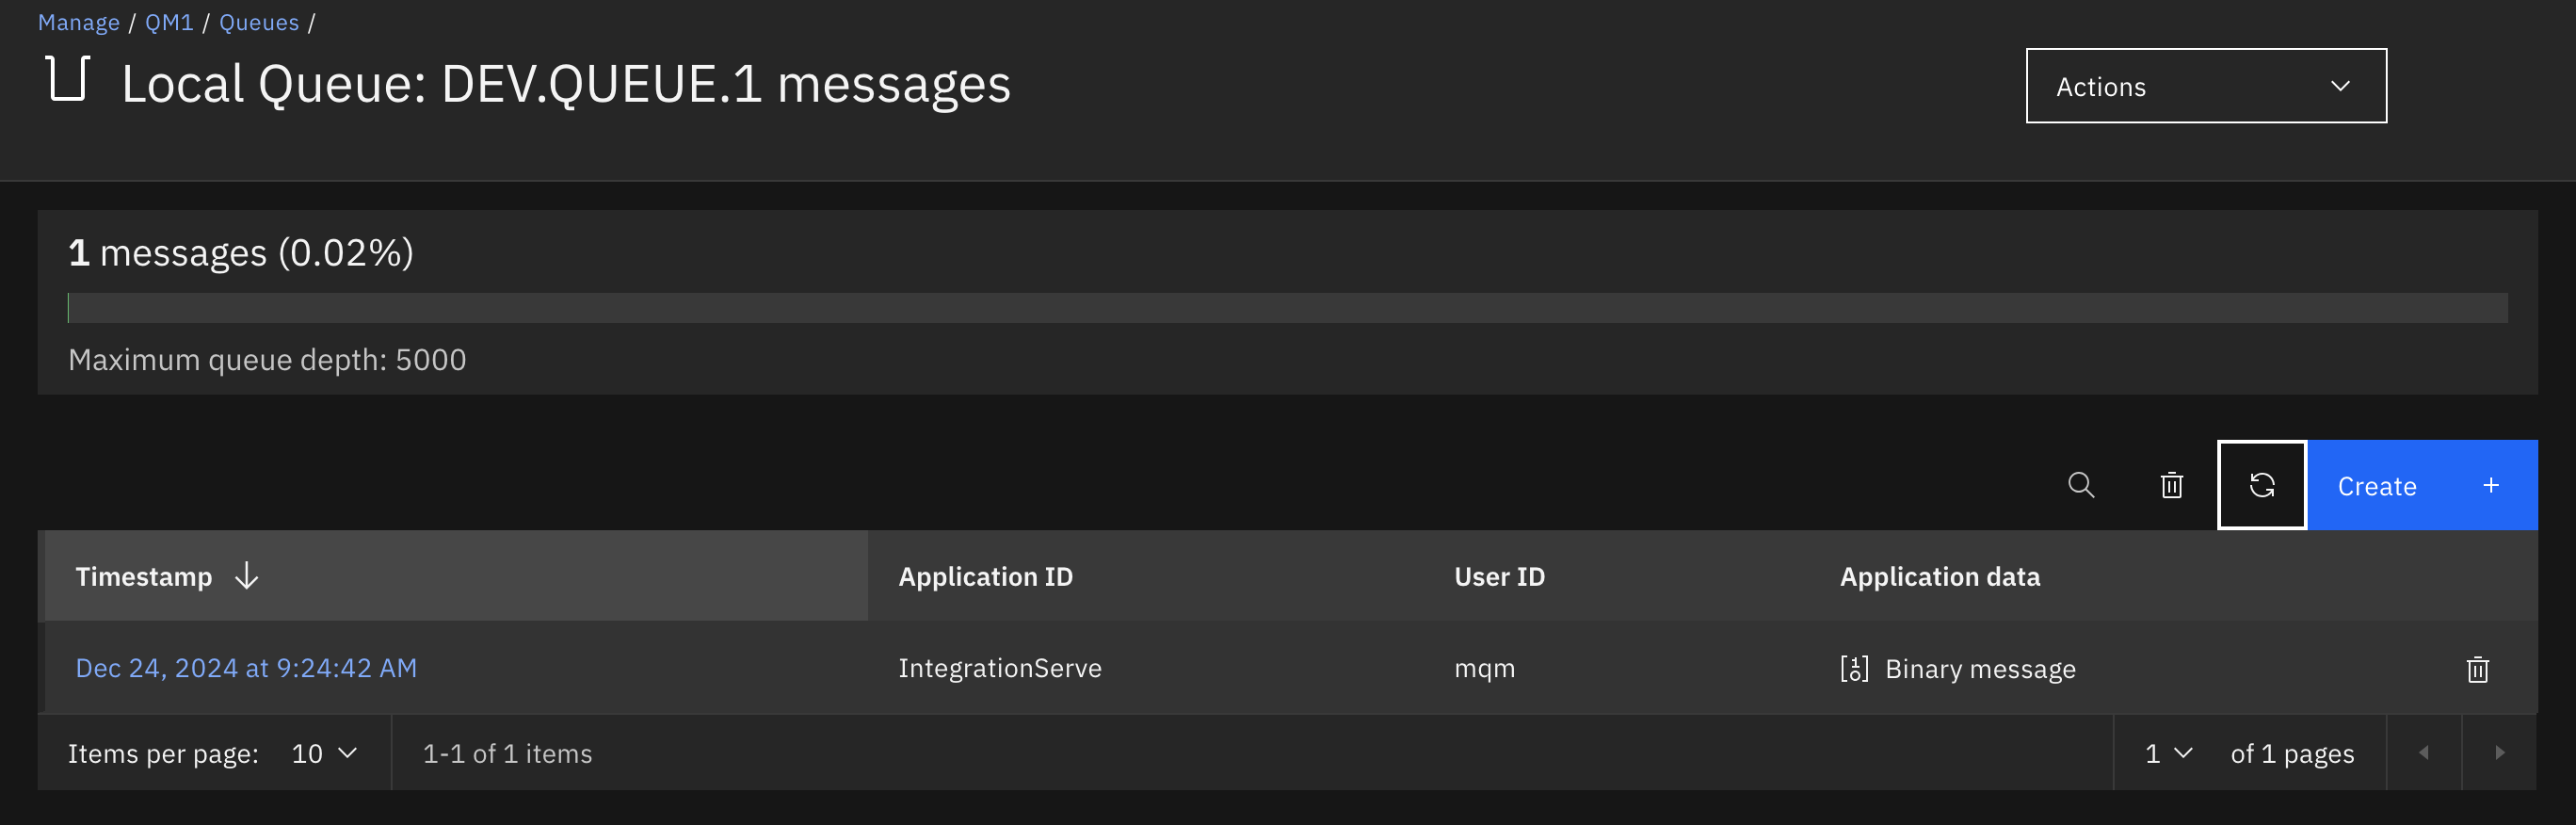 Manage / QM1 / Queues /
Local Queue: DEV.QUEUE.1 messages
Actions
1 messages (0.02%)
Maximum queue depth: 5000
Create +
Timestamp Application ID User ID Application data
Dec 24, 2024 at 9:24:42 AM IntegrationServe mqm Binary message
Items per page: 10 1-1 of 1 items 1 of 1 pages